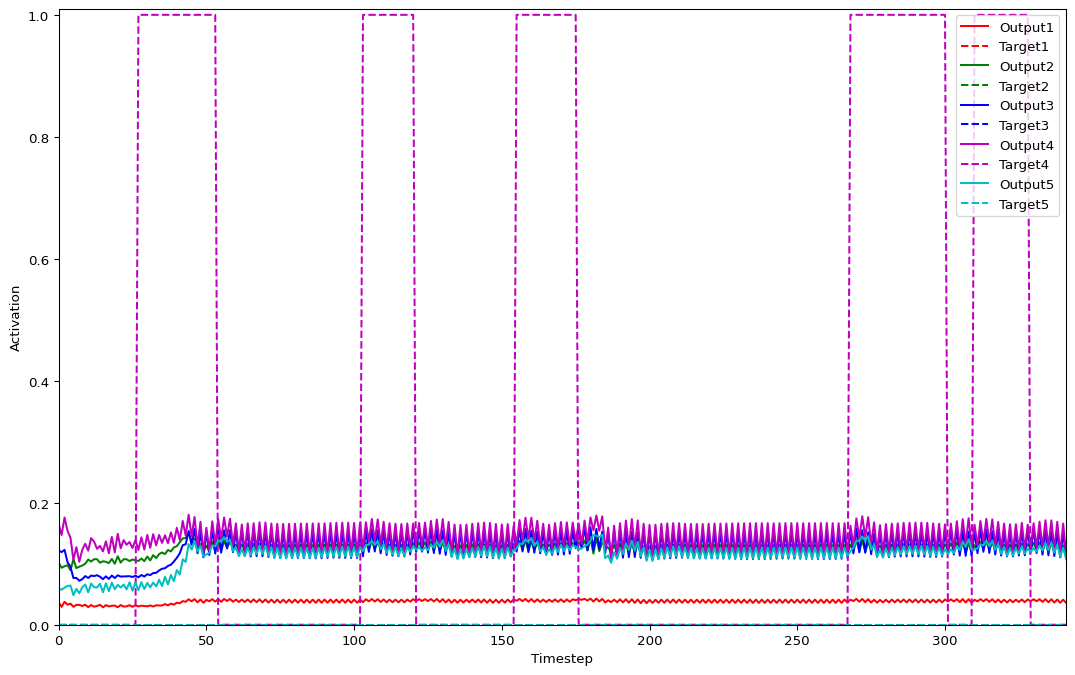 1.0
0.8
0.6
0.4
0.2
0.0
Activation
0
50
100
150
200
250
300
Timestep
Output1
Target1
Output2
Target2
Output3
Target3
Output4
Target4
Output5
Target5